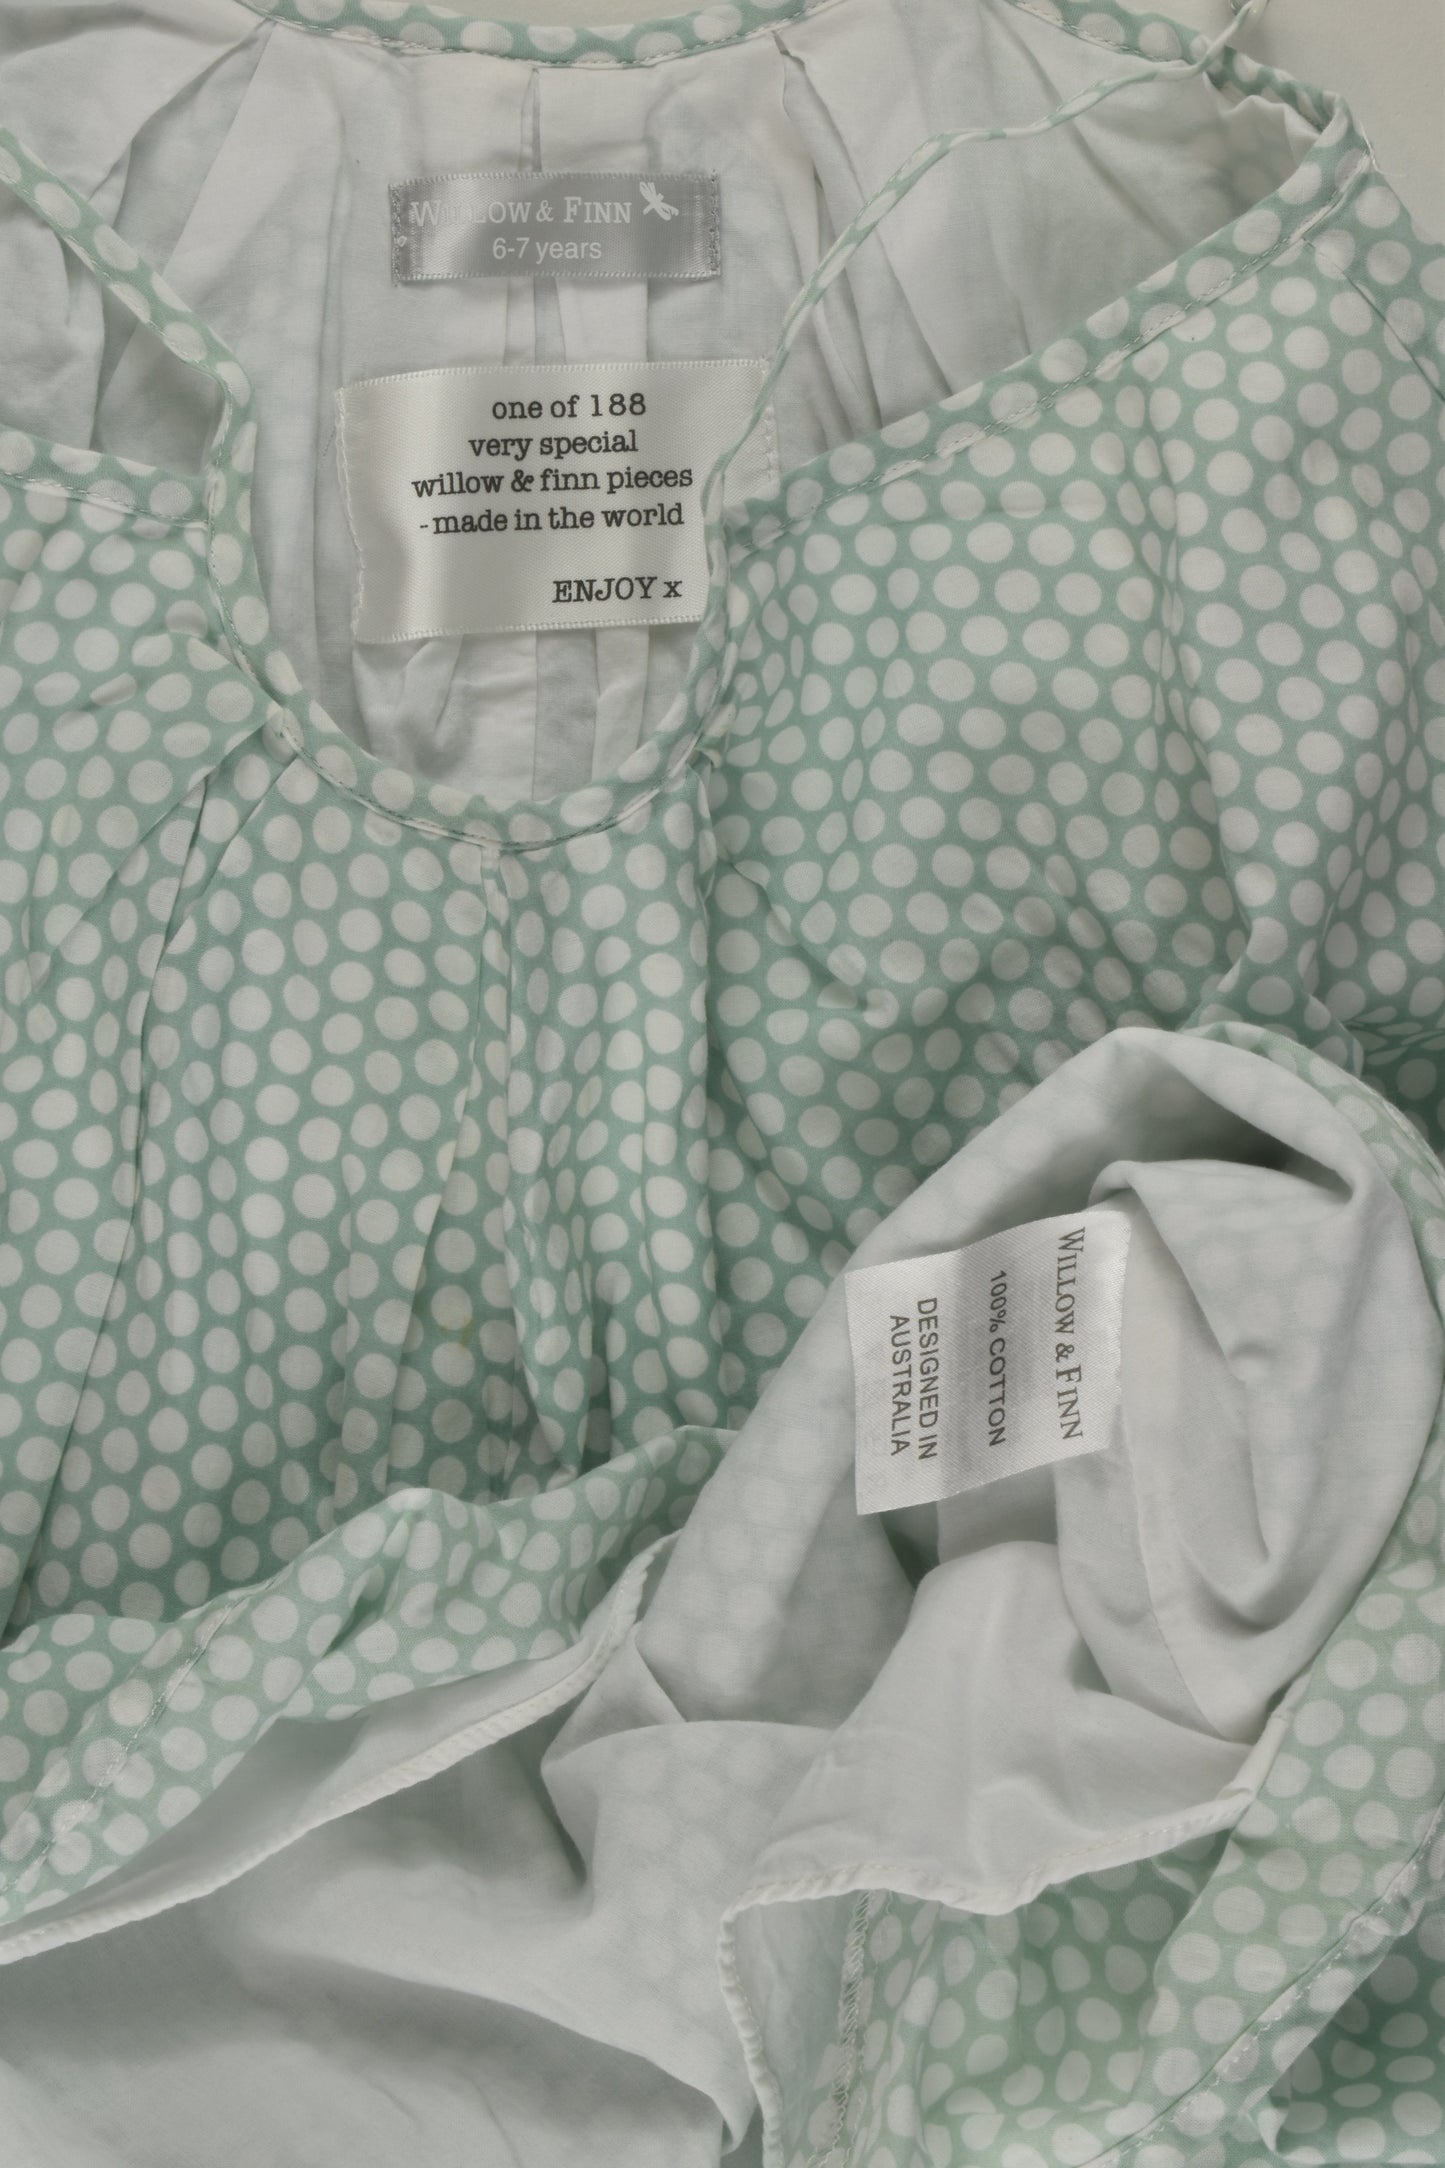 WILLOW & FINN
6-7 years
one of 188
very special
willow & finn pieces
-made in the world
ENJOY x
WILLOW & FINN
100% COTTON
DESIGNED IN
AUSTRALIA